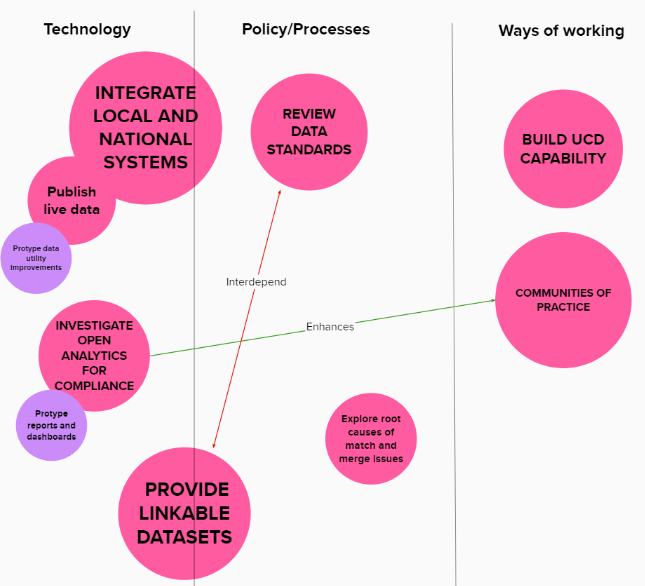 Technology
Policy/Processes
Ways of working
INTEGRATE
LOCAL AND
NATIONAL
SYSTEMS
REVIEW
DATA
STANDARDS
BUILD UCD
CAPABILITY
Publish
live data
Protype data
utility
Improvements
Interdepend
COMMUNITIES OF
PRACTICE
Enhances
INVESTIGATE
OPEN
ANALYTICS
FOR
COMPLIANCE
Protype
reports and
dashboards
Explore root
causes of
match and
merge issues
PROVIDE
LINKABLE
DATASETS